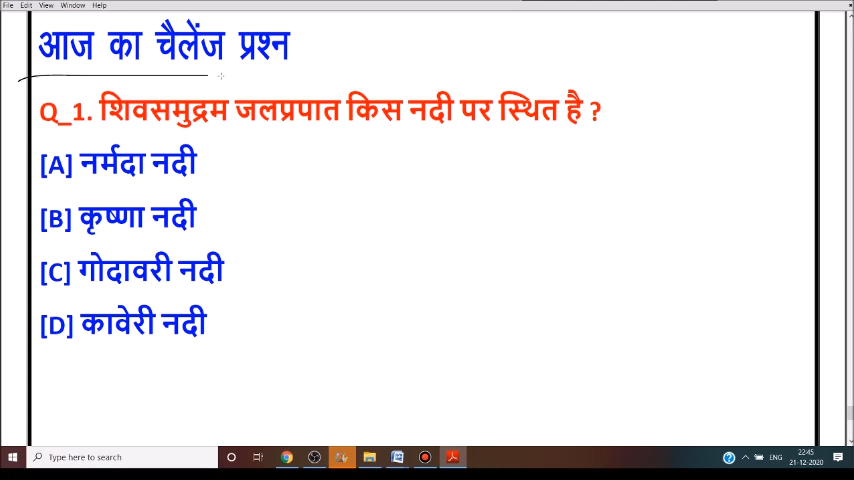 File Edit View Window Help
आज का चैलेंज प्रश्न
Q_1. शिवसमुद्रम जलप्रपात किस नदी पर स्थित है ?
[A] नर्मदा नदी
[B] कृष्णा नदी
[C] गोदावरी नदी
[D] कावेरी नदी
Type here to search
ENG
22:45
21-12-2020